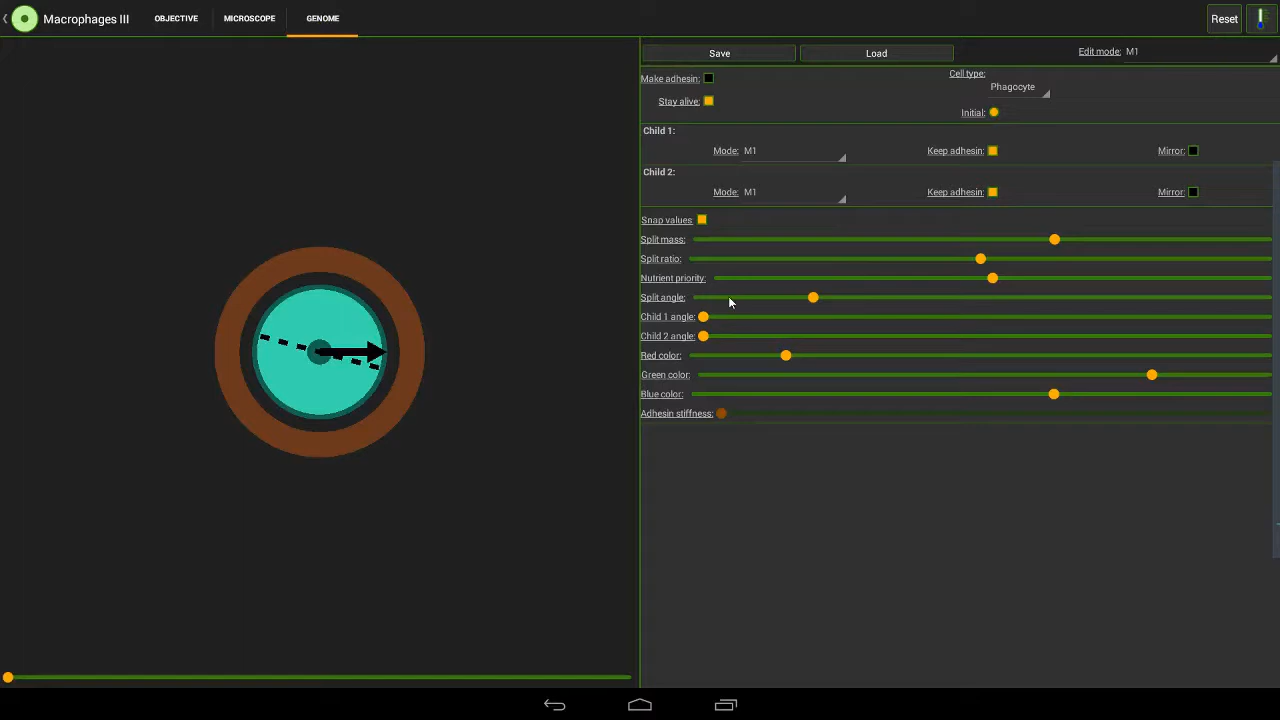 Macrophages III OBJECTIVE MICROSCOPE GENOME Reset
Save Load Edit mode: M1
Make adhesin: Cell type:
Phagocyte
Stay alive:
Initial:
Child 1:
Mode: M1 Keep adhesin: Mirror:
Child 2:
Mode: M1 Keep adhesin: Mirror:
Snap values
Split mass:
Split ratio:
Nutrient priority:
Split angle:
Child 1 angle:
Child 2 angle:
Red color:
Green color:
Blue color:
Adhesin stiffness: